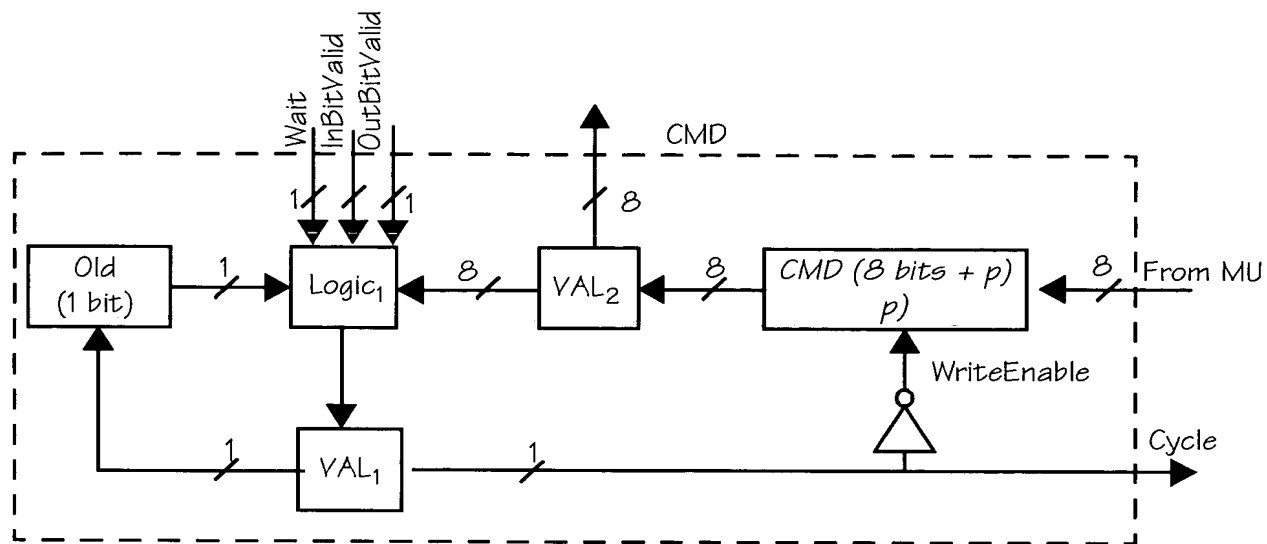 Wait
InBitValid
OutBitValid
CMD
1
1
8
Old
(1 bit)
1
Logic1
8
VAL2
8
CMD (8 bits + p)
p)
8
From MU
WriteEnable
1
VAL1
1
Cycle